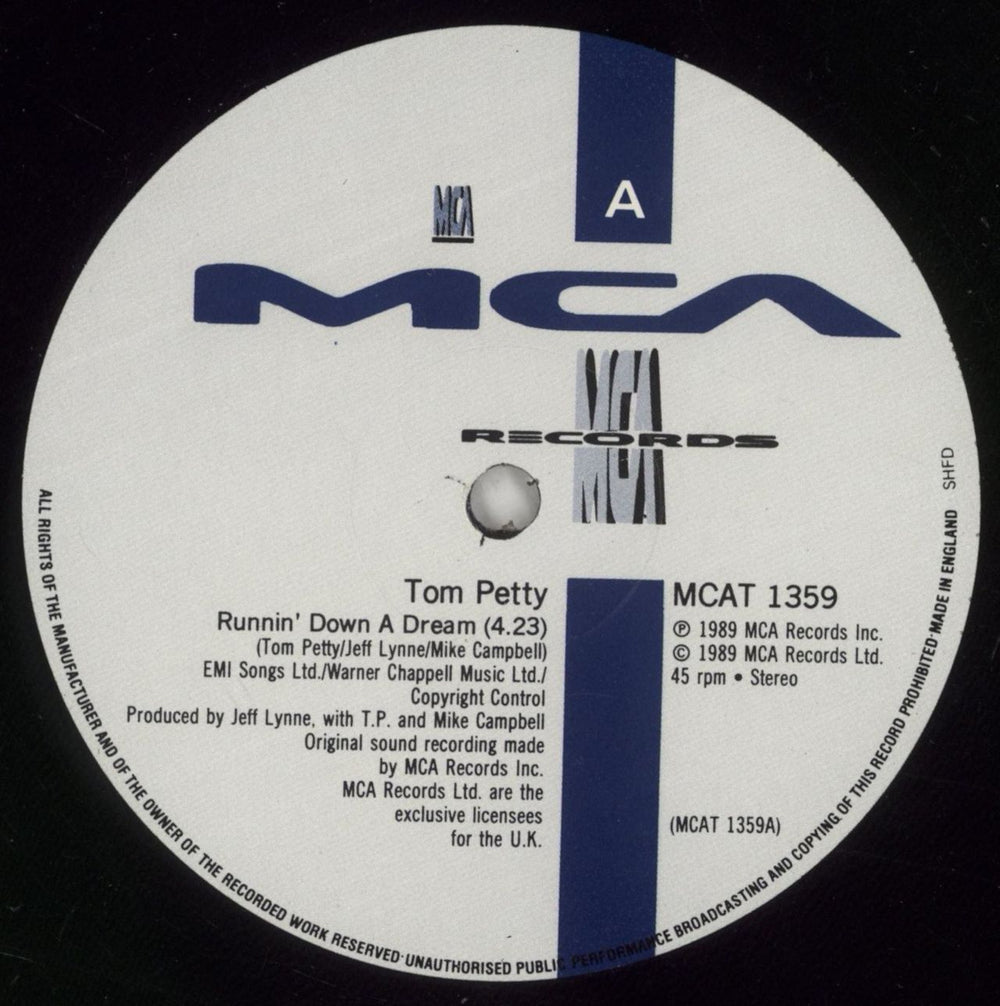 A
MCA
MCA
MCA
RECORDS
MCA
Tom Petty
Runnin' Down A Dream (4.23)
(Tom Petty/Jeff Lynne/Mike Campbell)
EMI Songs Ltd./Warner Chappell Music Ltd./
Copyright Control
Produced by Jeff Lynne, with T.P. and Mike Campbell
Original sound recording made
by MCA Records Inc.
MCA Records Ltd. are the
exclusive licensees
for the U.K.
MCAT 1359
℗ 1989 MCA Records Inc.
© 1989 MCA Records Ltd.
45 rpm • Stereo
(MCAT 1359A)
ALL RIGHTS OF THE MANUFACTURER AND OF THE OWNER OF THE RECORDED WORK RESERVED·UNAUTHORISED PUBLIC PERFORMANCE BROADCASTING AND COPYING OF THIS RECORD PROHIBITED·MADE IN ENGLAND SHFD